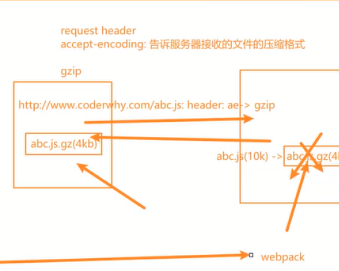 request header
accept-encoding: 告诉服务器接收的文件的压缩格式
gzip
http://www.coderwhy.com/abc.js: header: ae-> gzip
abc.js.gz(4kb)
abc.js(10k) -> abc.js.gz(4k
webpack